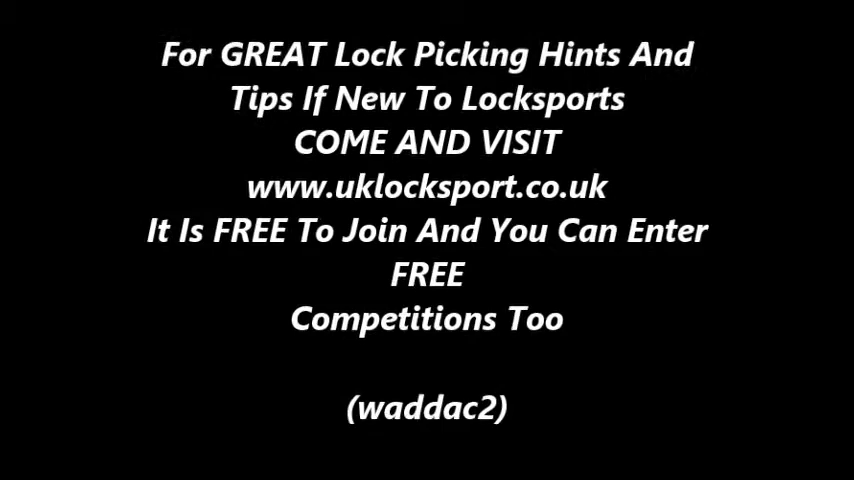 For GREAT Lock Picking Hints And
Tips If New To Locksports
COME AND VISIT
www.uklocksport.co.uk
It Is FREE To Join And You Can Enter
FREE
Competitions Too
(waddac2)